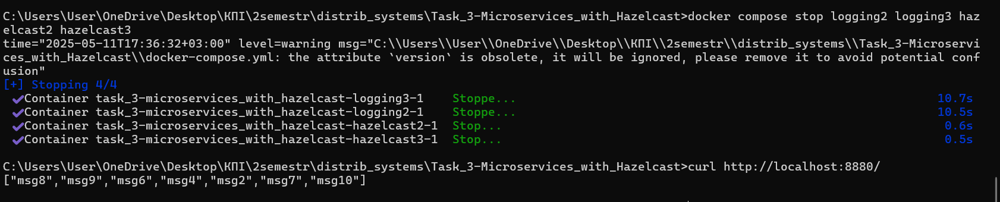 C:\Users\User\OneDrive\Desktop\КПІ\2semestr\distrib_systems\Task_3-Microservices_with_Hazelcast>docker compose stop logging2 logging3 haz
elcast2 hazelcast3
time="2025-05-11T17:36:32+03:00" level=warning msg="C:\\Users\\User\\OneDrive\\Desktop\\КПІ\\2semestr\\distrib_systems\\Task_3-Microservi
ces_with_Hazelcast\\docker-compose.yml: the attribute `version` is obsolete, it will be ignored, please remove it to avoid potential conf
usion"
[+] Stopping 4/4
✔Container task_3-microservices_with_hazelcast-logging3-1 Stoppe... 10.7s
✔Container task_3-microservices_with_hazelcast-logging2-1 Stoppe... 10.5s
✔Container task_3-microservices_with_hazelcast-hazelcast2-1 Stop... 0.6s
✔Container task_3-microservices_with_hazelcast-hazelcast3-1 Stop... 0.5s
C:\Users\User\OneDrive\Desktop\КПІ\2semestr\distrib_systems\Task_3-Microservices_with_Hazelcast>curl http://localhost:8880/
["msg8","msg9","msg6","msg4","msg2","msg7","msg10"]